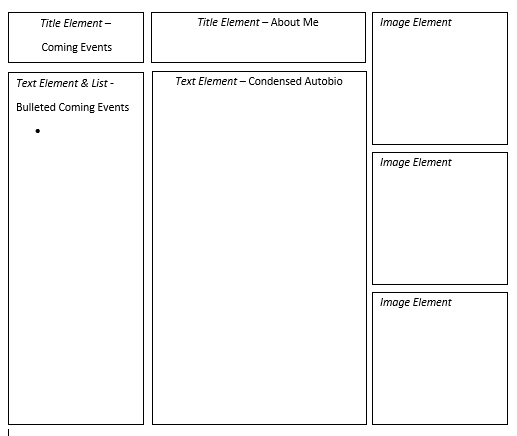 Title Element –
Coming Events
Title Element – About Me
Image Element
Text Element & List -
Bulleted Coming Events
•
Text Element – Condensed Autobio
Image Element
Image Element